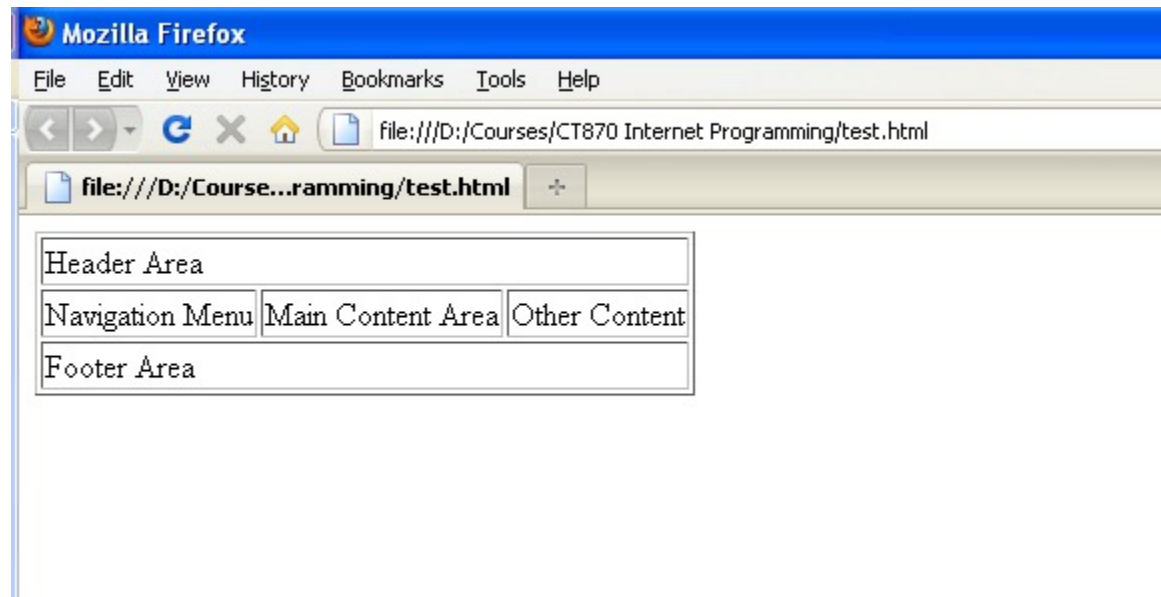 Mozilla Firefox
File Edit View History Bookmarks Tools Help
file:///D:/Courses/CT870 Internet Programming/test.html
file:///D:/Course...ramming/test.html
Header Area
Navigation Menu Main Content Area Other Content
Footer Area